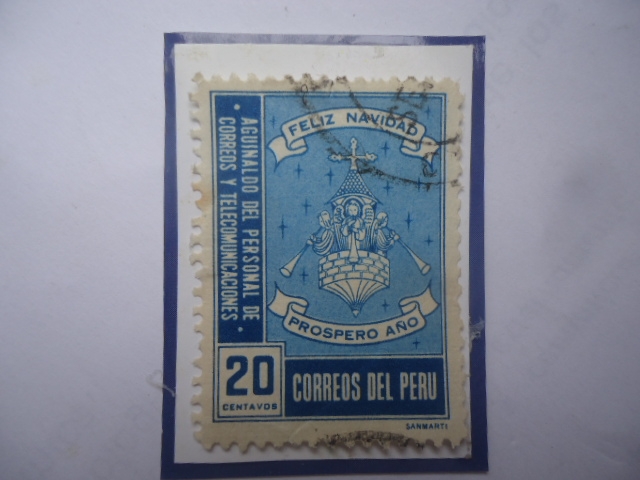 FELIZ NAVIDAD
· AGUINALDO DEL PERSONAL DE
CORREOS Y TELECOMUNICACIONES ·
PROSPERO AÑO
20
CENTAVOS
CORREOS DEL PERU
SANMARTI